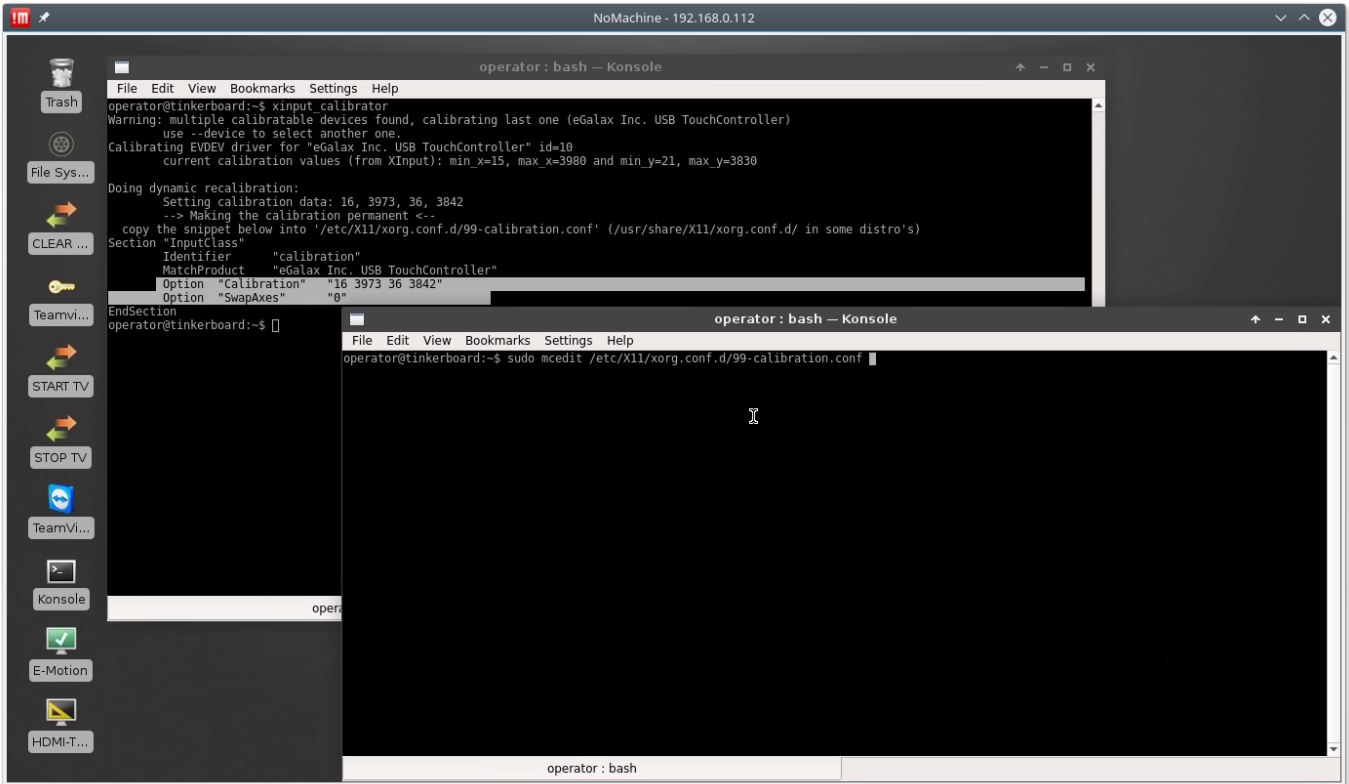 NoMachine - 192.168.0.112
Trash
File Sys...
CLEAR ...
Teamvi...
START TV
STOP TV
TeamVi...
Konsole
E-Motion
HDMI-T...
operator : bash — Konsole
File Edit View Bookmarks Settings Help
operator@tinkerboard:~$ xinput_calibrator
Warning: multiple calibratable devices found, calibrating last one (eGalax Inc. USB TouchController)
use --device to select another one.
Calibrating EVDEV driver for "eGalax Inc. USB TouchController" id=10
current calibration values (from XInput): min_x=15, max_x=3980 and min_y=21, max_y=3830
Doing dynamic recalibration:
Setting calibration data: 16, 3973, 36, 3842
--> Making the calibration permanent <--
copy the snippet below into '/etc/X11/xorg.conf.d/99-calibration.conf' (/usr/share/X11/xorg.conf.d/ in some distro's)
Section "InputClass"
Identifier "calibration"
MatchProduct "eGalax Inc. USB TouchController"
Option "Calibration" "16 3973 36 3842"
Option "SwapAxes" "0"
EndSection
operator@tinkerboard:~$
opera
operator : bash — Konsole
File Edit View Bookmarks Settings Help
operator@tinkerboard:~$ sudo mcedit /etc/X11/xorg.conf.d/99-calibration.conf
operator : bash